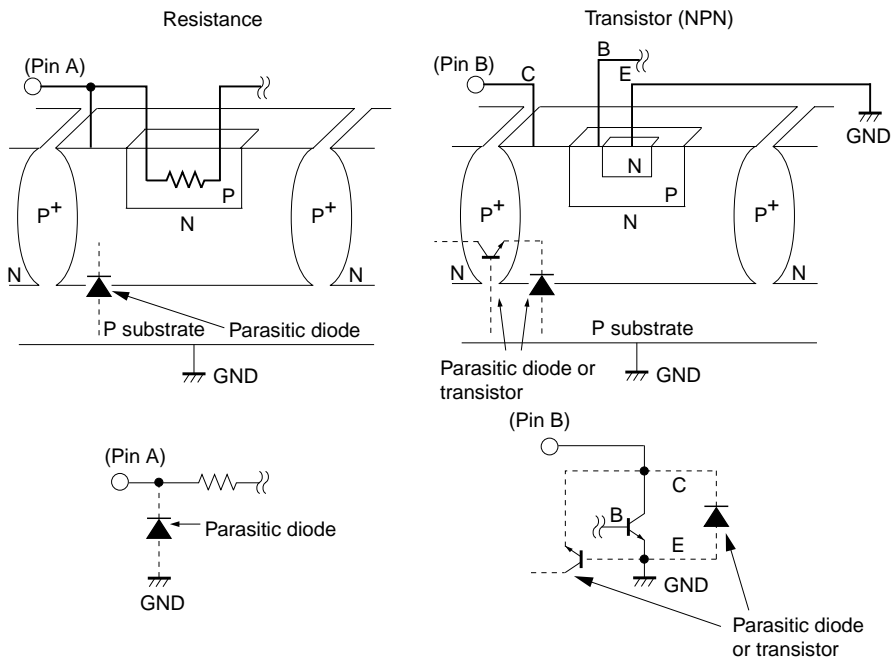 Resistance
(Pin A)
P
N
P+
P+
N
N
P substrate
Parasitic diode
GND
Transistor (NPN)
(Pin B)
C
B
E
GND
N
P
N
P+
P+
N
N
P substrate
Parasitic diode or
transistor
GND
(Pin A)
Parasitic diode
GND
(Pin B)
C
B
E
GND
Parasitic diode
or transistor